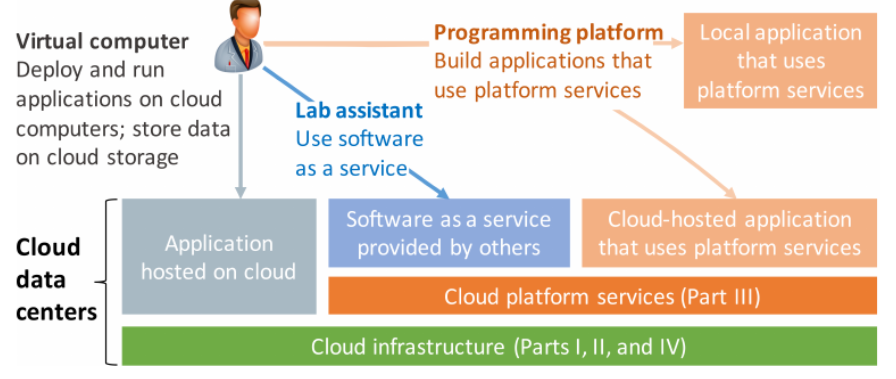 Virtual computer
Deploy and run
applications on cloud
computers; store data
on cloud storage
Lab assistant
Use software
as a service
Programming platform
Build applications that
use platform services
Local application
that uses
platform services
Cloud
data
centers
Application
hosted on cloud
Software as a service
provided by others
Cloud-hosted application
that uses platform services
Cloud platform services (Part III)
Cloud infrastructure (Parts I, II, and IV)